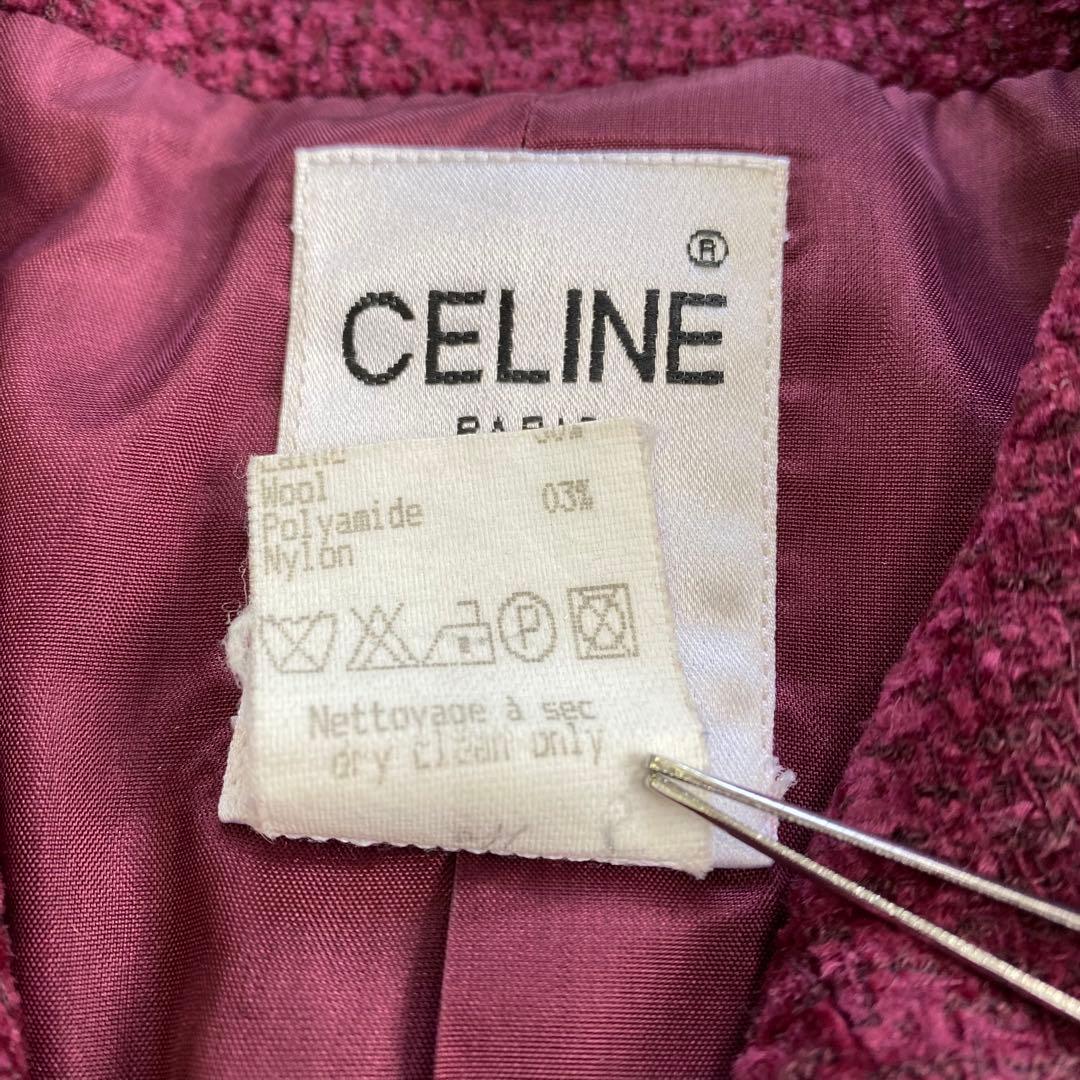 ®
CELINE
Wool
Polyamide 03%
Nylon
P
Nettoyage à sec
dry clean only